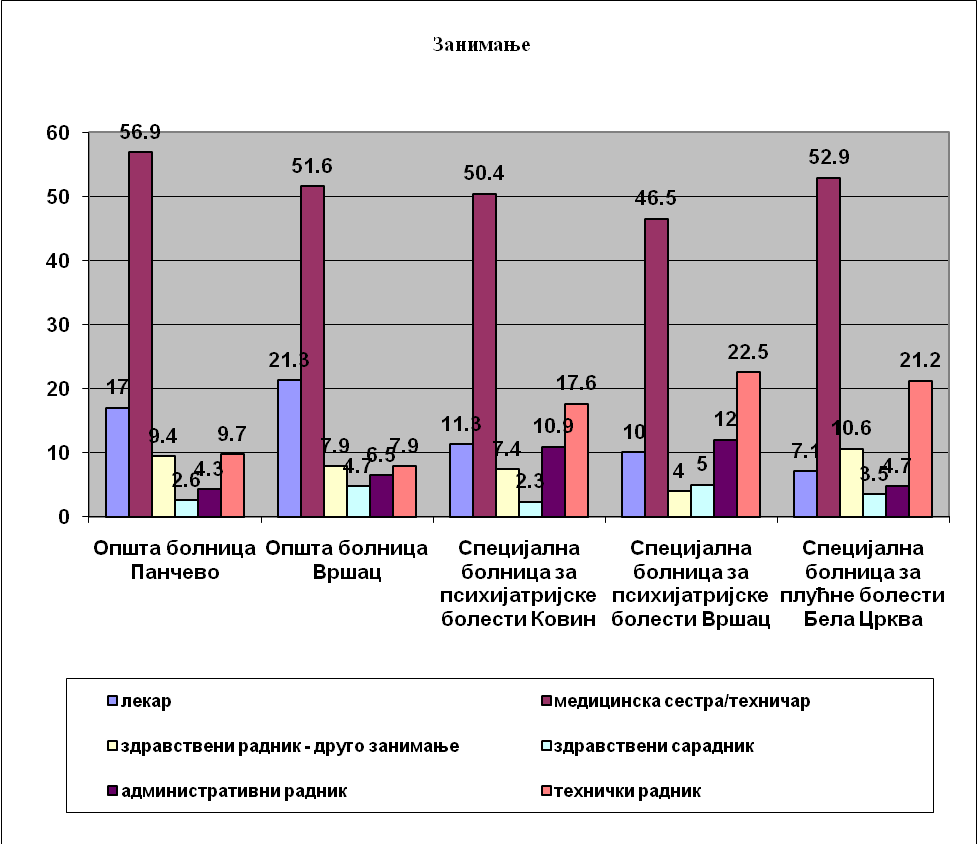 Занимање
60
50
40
30
20
10
0
17
56.9
9.4
2.6
4.3
9.7
21.3
51.6
7.9
4.7
6.5
7.9
11.3
50.4
7.4
2.3
10.9
17.6
10
46.5
4
5
12
22.5
7.1
52.9
10.6
3.5
4.7
21.2
Општа болница
Панчево
Општа болница
Вршац
Специјална
болница за
психијатријске
болести Ковин
Специјална
болница за
психијатријске
болести Вршац
Специјална
болница за
плућне болести
Бела Црква
лекар
медицинска сестра/техничар
здравствени радник - друго занимање
здравствени сарадник
административни радник
технички радник